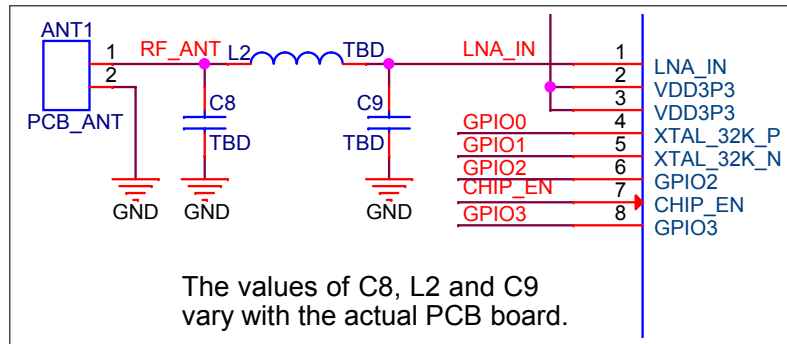 ANT1
1 RF_ANT L2 TBD LNA_IN 1 LNA_IN
2 2 VDD3P3
3 VDD3P3
PCB_ANT C8 C9
TBD TBD
GPIO0 4 XTAL_32K_P
GPIO1 5 XTAL_32K_N
GPIO2 6 GPIO2
CHIP_EN 7 CHIP_EN
GPIO3 8 GPIO3
GND GND GND
The values of C8, L2 and C9
vary with the actual PCB board.